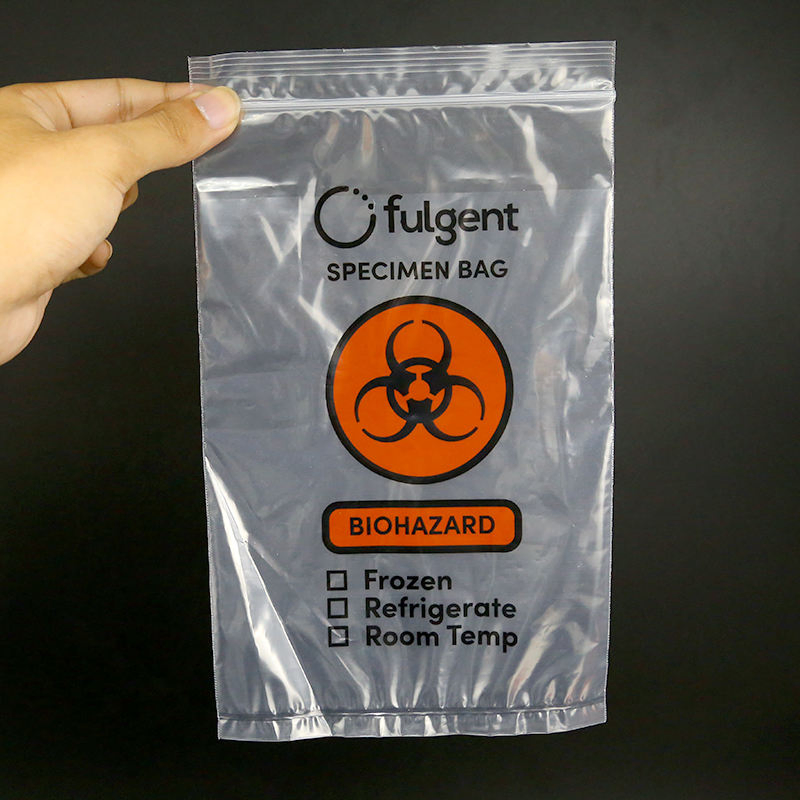 fulgent
SPECIMEN BAG
BIOHAZARD
Frozen
Refrigerate
Room Temp